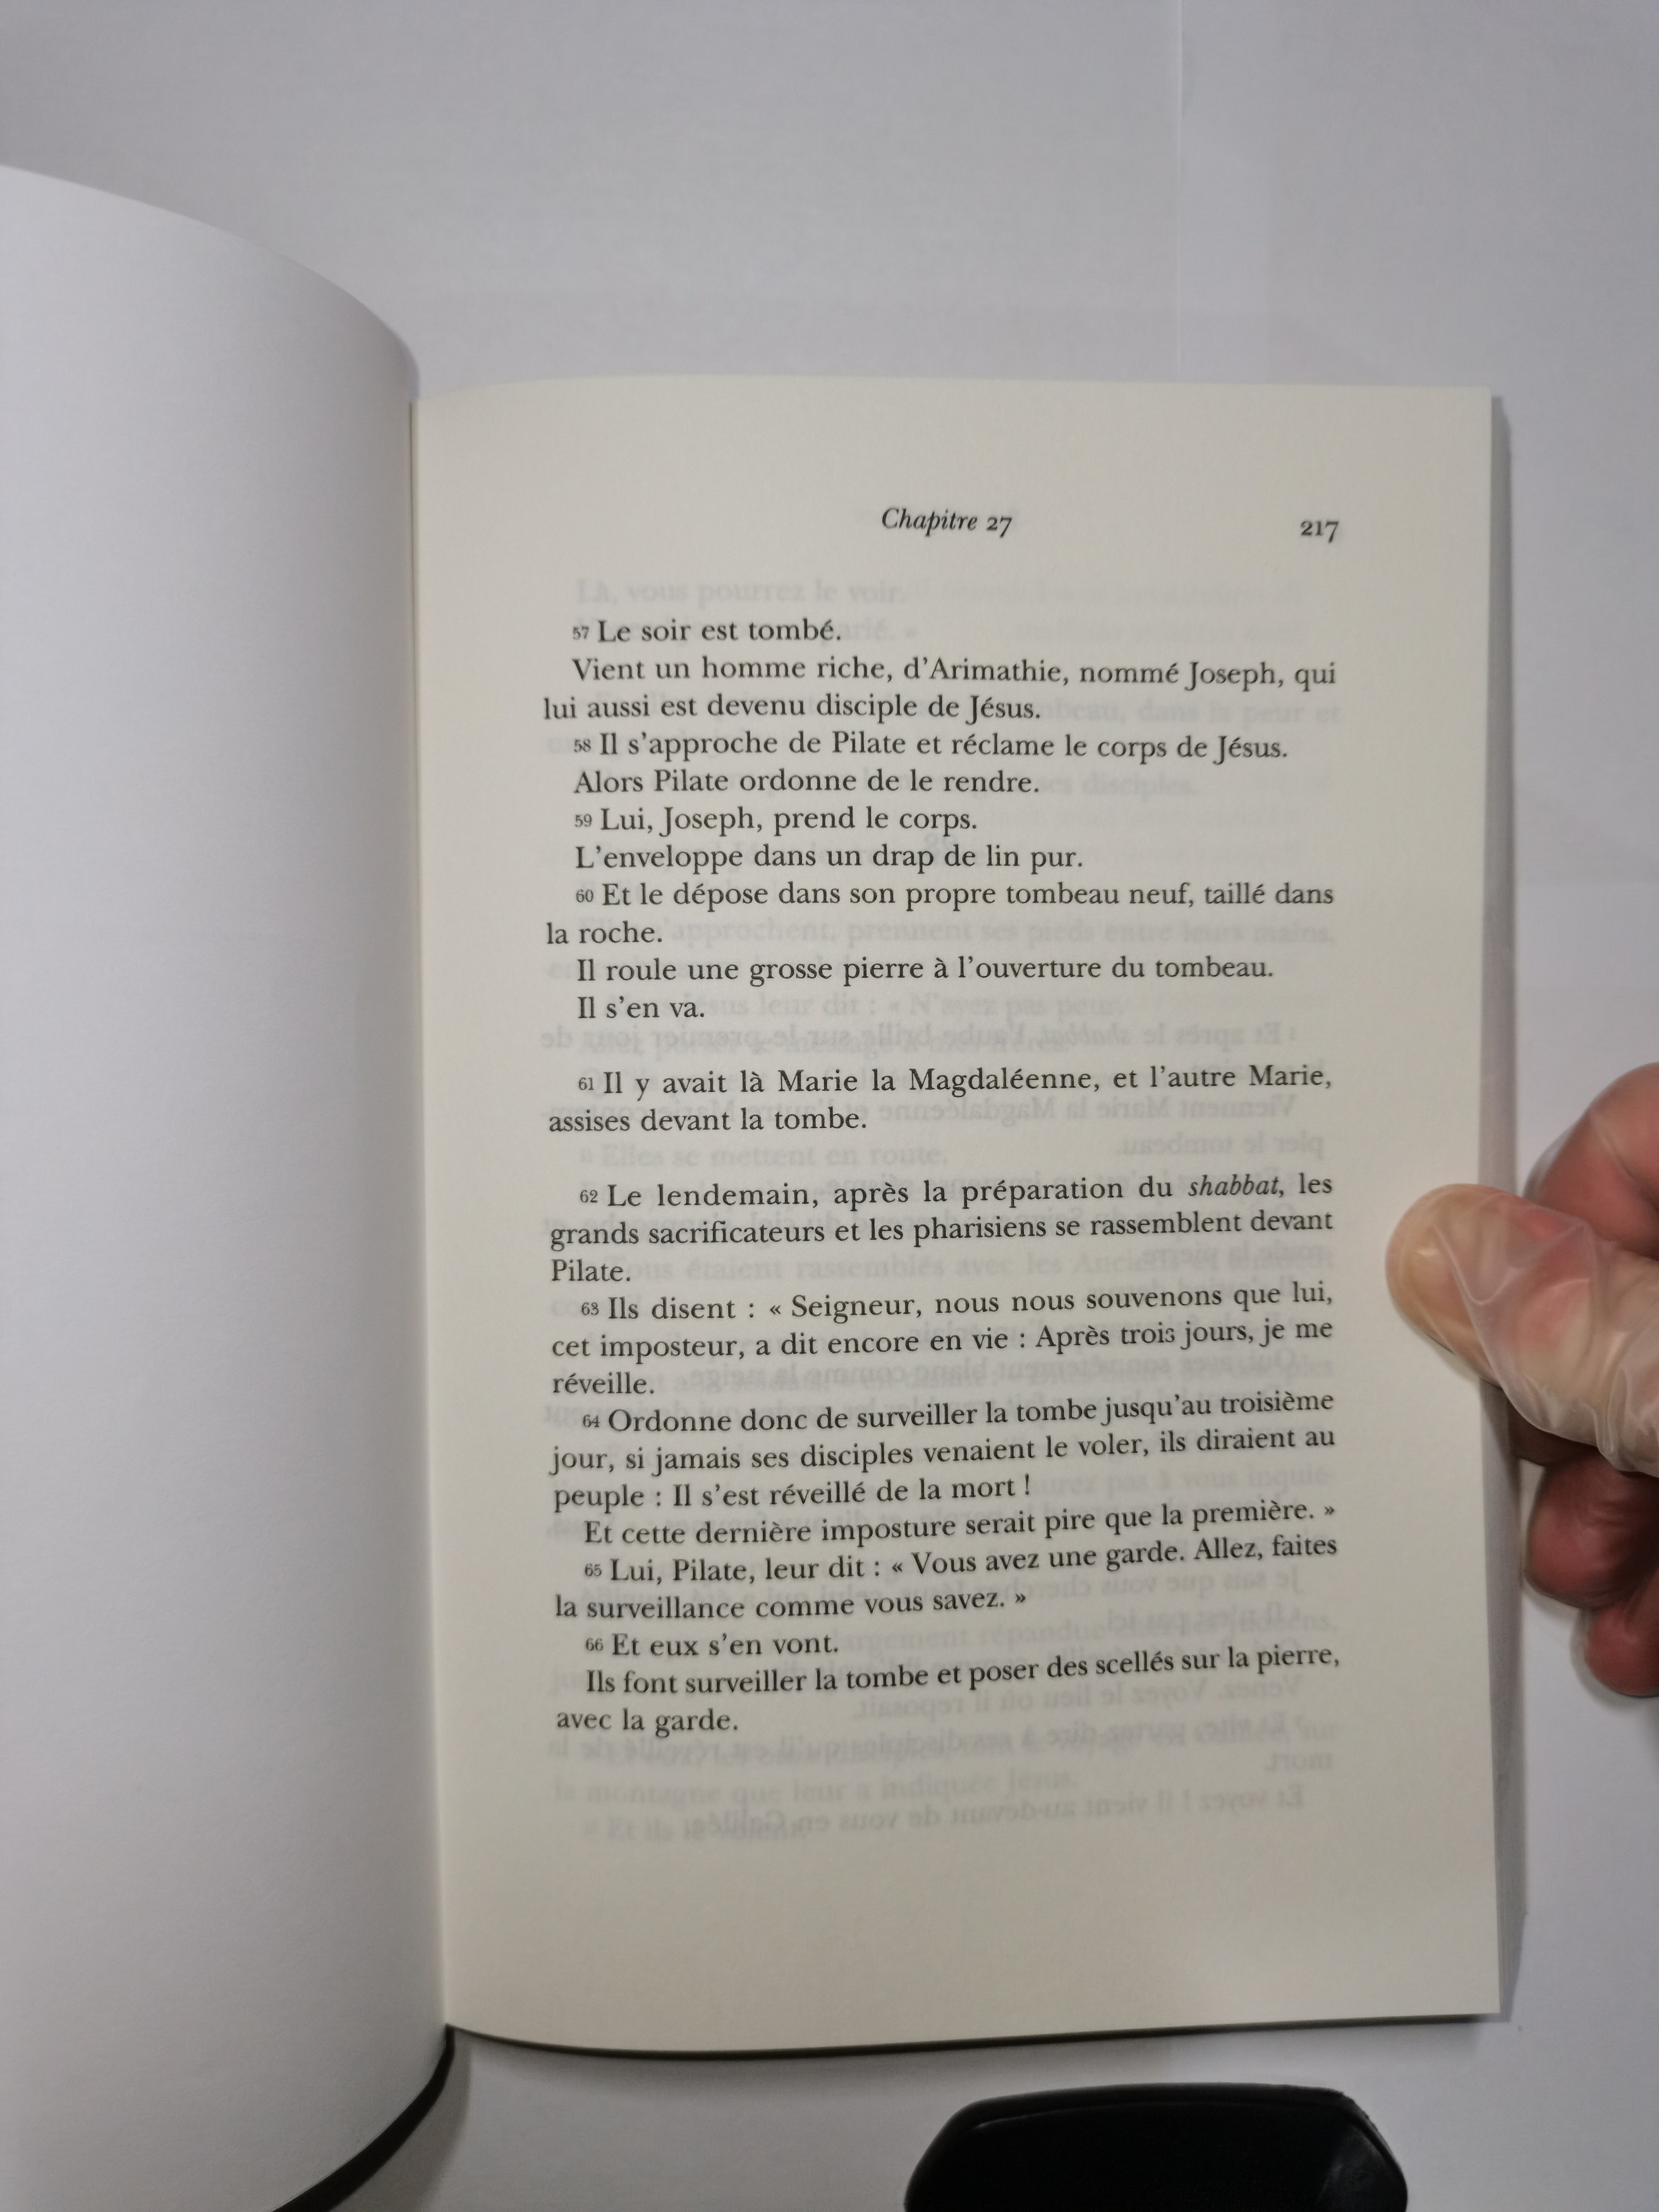 Chapitre 27 217
57 Le soir est tombé.
Vient un homme riche, d'Arimathie, nommé Joseph, qui
lui aussi est devenu disciple de Jésus.
58 Il s'approche de Pilate et réclame le corps de Jésus.
Alors Pilate ordonne de le rendre.
59 Lui, Joseph, prend le corps.
L'enveloppe dans un drap de lin pur.
60 Et le dépose dans son propre tombeau neuf, taillé dans
la roche.
Il roule une grosse pierre à l'ouverture du tombeau.
Il s'en va.
61 Il y avait là Marie la Magdaléenne, et l'autre Marie,
assises devant la tombe.
62 Le lendemain, après la préparation du shabbat, les
grands sacrificateurs et les pharisiens se rassemblent devant
Pilate.
63 Ils disent : « Seigneur, nous nous souvenons que lui,
cet imposteur, a dit encore en vie : Après trois jours, je me
réveille.
64 Ordonne donc de surveiller la tombe jusqu'au troisième
jour, si jamais ses disciples venaient le voler, ils diraient au
peuple : Il s'est réveillé de la mort !
Et cette dernière imposture serait pire que la première. »
65 Lui, Pilate, leur dit : « Vous avez une garde. Allez, faites
la surveillance comme vous savez. »
66 Et eux s'en vont.
Ils font surveiller la tombe et poser des scellés sur la pierre,
avec la garde.